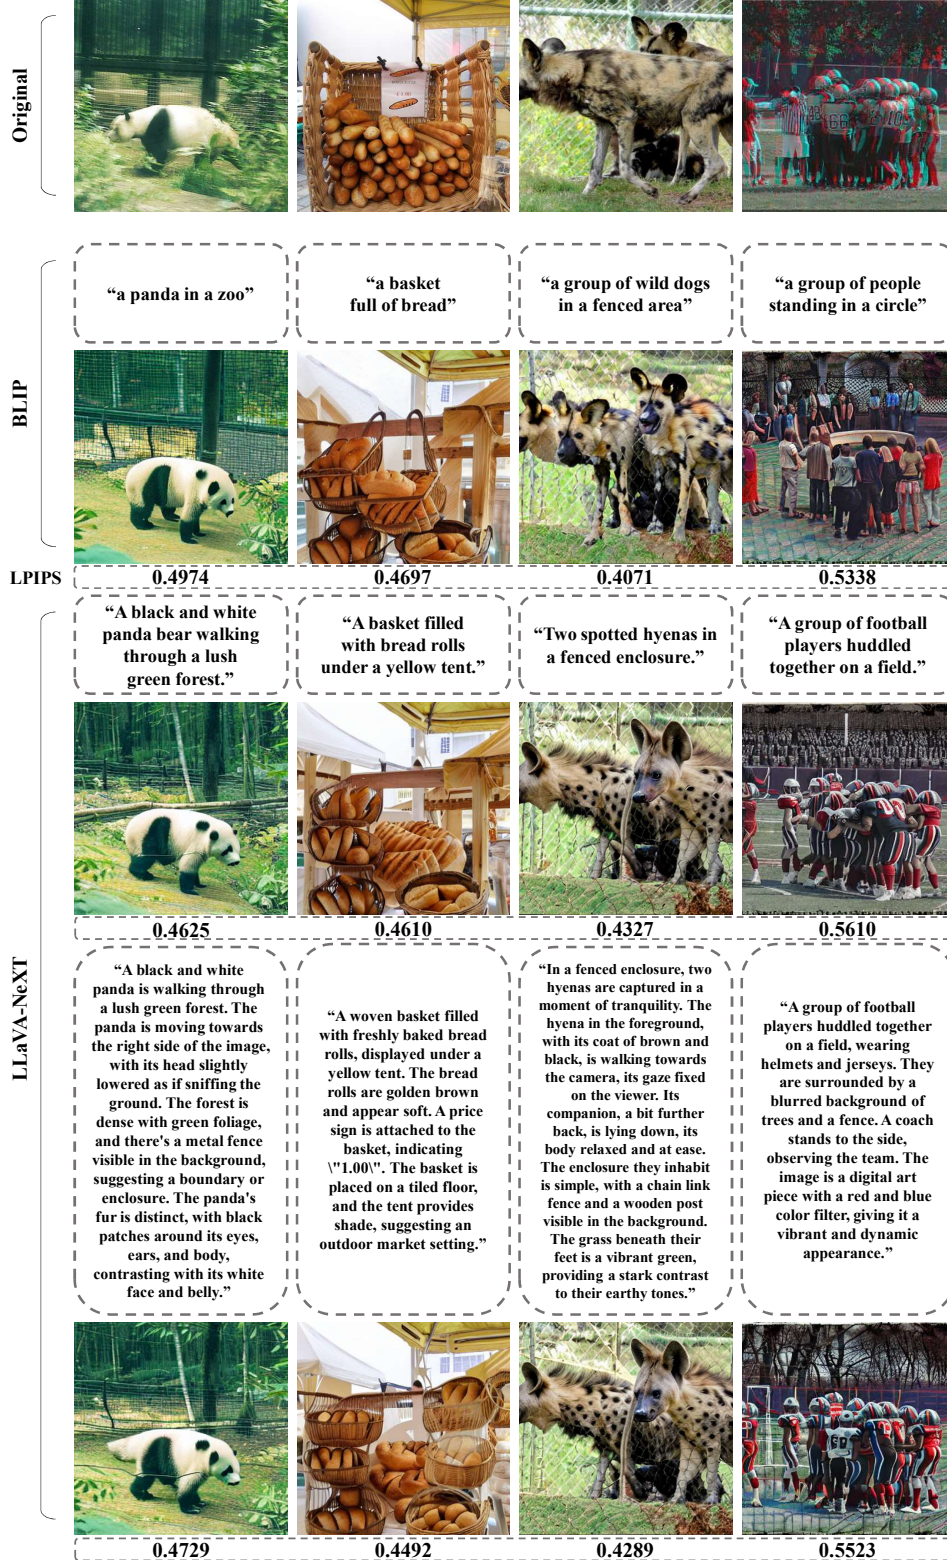 Original
BLIP
“a panda in a zoo”
“a basket
full of bread”
“a group of wild dogs
in a fenced area”
“a group of people
standing in a circle”
LPIPS
0.4974
0.4697
0.4071
0.5338
LLaVA-NeXT
“A black and white
panda bear walking
through a lush
green forest.”
“A basket filled
with bread rolls
under a yellow tent.”
“Two spotted hyenas in
a fenced enclosure.”
“A group of football
players huddled
together on a field.”
0.4625
0.4610
0.4327
0.5610
“A black and white
panda is walking through
a lush green forest. The
panda is moving towards
the right side of the image,
with its head slightly
lowered as if sniffing the
ground. The forest is
dense with green foliage,
and there's a metal fence
visible in the background,
suggesting a boundary or
enclosure. The panda's
fur is distinct, with black
patches around its eyes,
ears, and body,
contrasting with its white
face and belly.”
“A woven basket filled
with freshly baked bread
rolls, displayed under a
yellow tent. The bread
rolls are golden brown
and appear soft. A price
sign is attached to the
basket, indicating
\"1.00\". The basket is
placed on a tiled floor,
and the tent provides
shade, suggesting an
outdoor market setting.”
“In a fenced enclosure, two
hyenas are captured in a
moment of tranquility. The
hyena in the foreground,
with its coat of brown and
black, is walking towards
the camera, its gaze fixed
on the viewer. Its
companion, a bit further
back, is lying down, its
body relaxed and at ease.
The enclosure they inhabit
is simple, with a chain link
fence and a wooden post
visible in the background.
The grass beneath their
feet is a vibrant green,
providing a stark contrast
to their earthy tones.”
“A group of football
players huddled together
on a field, wearing
helmets and jerseys. They
are surrounded by a
blurred background of
trees and a fence. A coach
stands to the side,
observing the team. The
image is a digital art
piece with a red and blue
color filter, giving it a
vibrant and dynamic
appearance.”
0.4729
0.4492
0.4289
0.5523